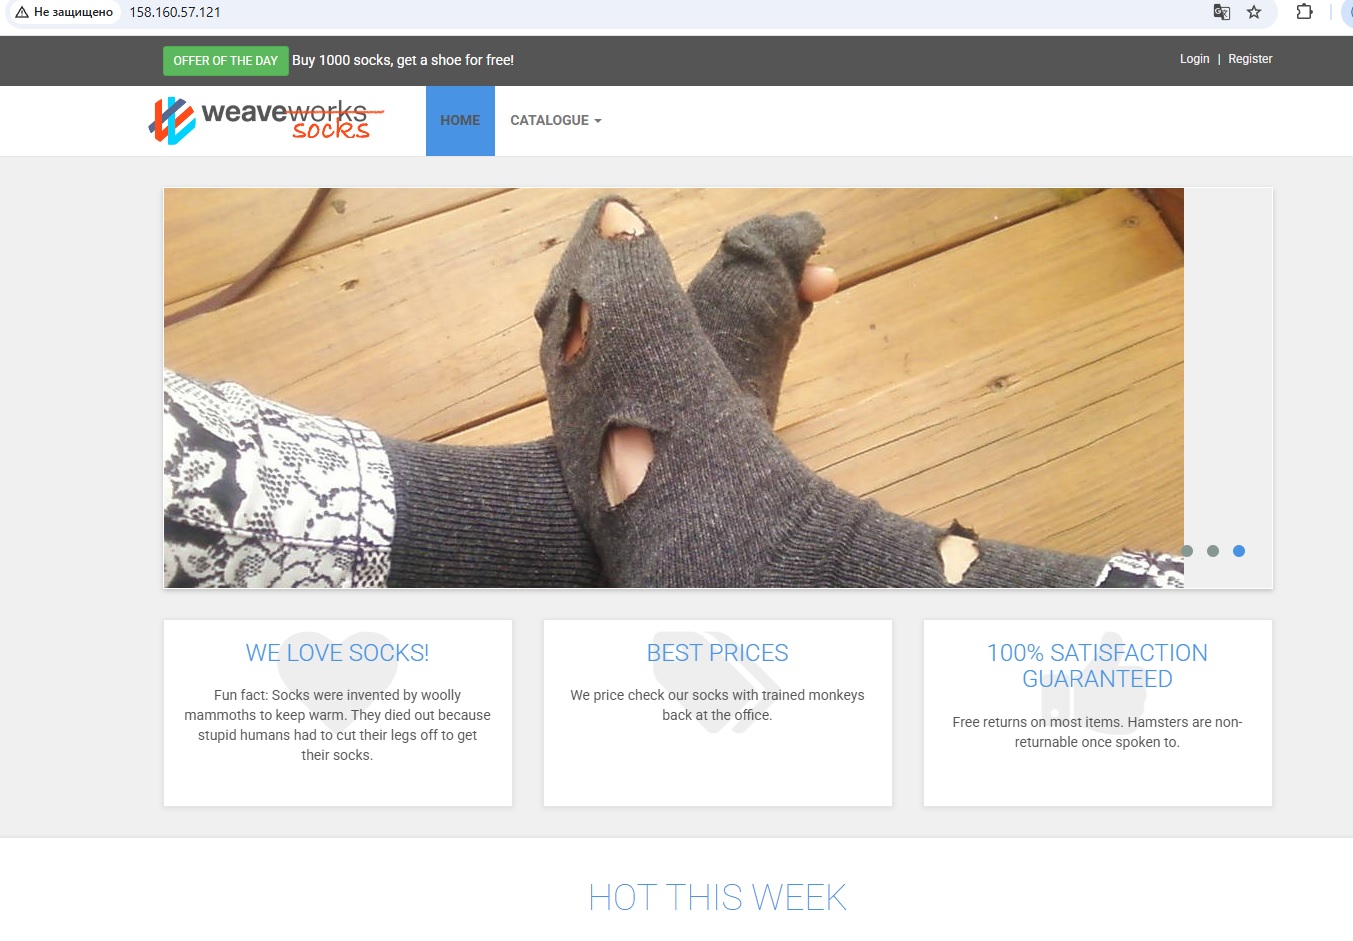 Не защищено 158.160.57.121
OFFER OF THE DAY Buy 1000 socks, get a shoe for free!
Login | Register
weaveworks
socks
HOME CATALOGUE
WE LOVE SOCKS!
Fun fact: Socks were invented by woolly
mammoths to keep warm. They died out because
stupid humans had to cut their legs off to get
their socks.
BEST PRICES
We price check our socks with trained monkeys
back at the office.
100% SATISFACTION
GUARANTEED
Free returns on most items. Hamsters are non-
returnable once spoken to.
HOT THIS WEEK